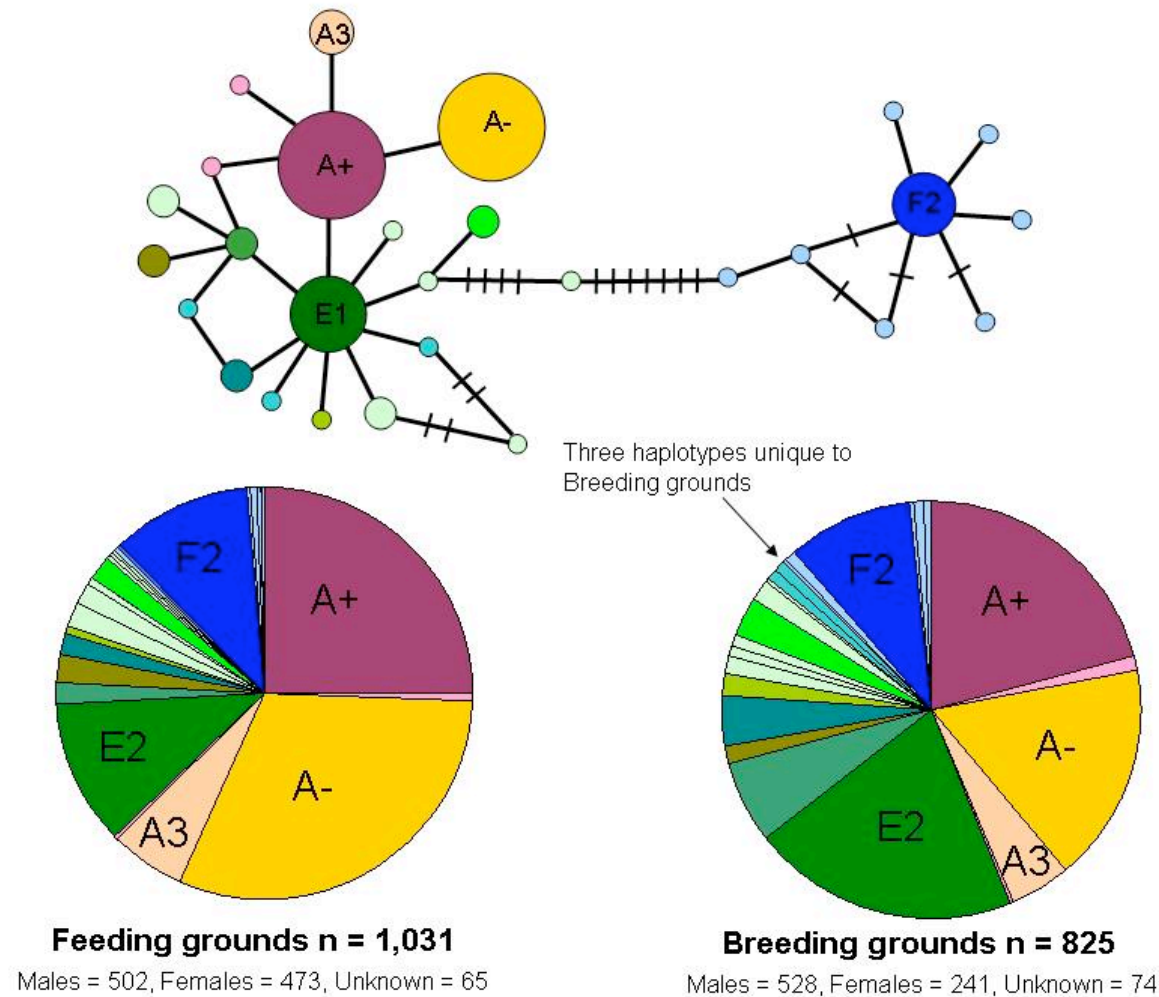 A3
A-
A+
F2
E1
Three haplotypes unique to
Breeding grounds
F2
A+
E2
A-
A3
F2
A+
A-
E2
A3
Feeding grounds n = 1,031
Males = 502, Females = 473, Unknown = 65
Breeding grounds n = 825
Males = 528, Females = 241, Unknown = 74